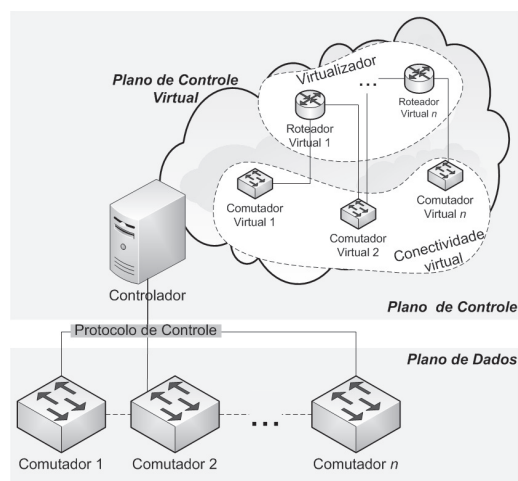 Plano de Controle
Virtual
Virtualizador
...
Roteador
Virtual 1
Roteador
Virtual n
Comutador
Virtual 1
Comutador
Virtual 2
Comutador
Virtual n
Conectividade
virtual
Controlador
Plano de Controle
Protocolo de Controle
Plano de Dados
...
Comutador 1
Comutador 2
Comutador n